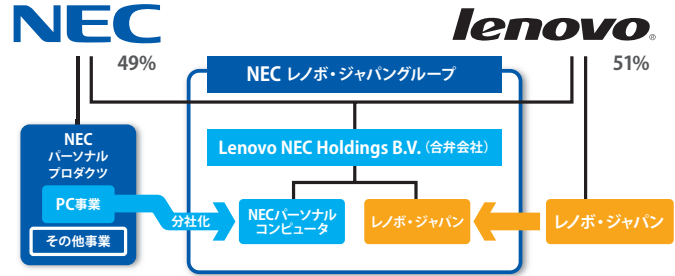 NEC
lenovo®
49%
51%
NEC レノボ・ジャパングループ
Lenovo NEC Holdings B.V.（合弁会社）
NEC
パーソナル
プロダクツ
PC事業
その他事業
分社化
NECパーソナル
コンピュータ
レノボ・ジャパン
レノボ・ジャパン